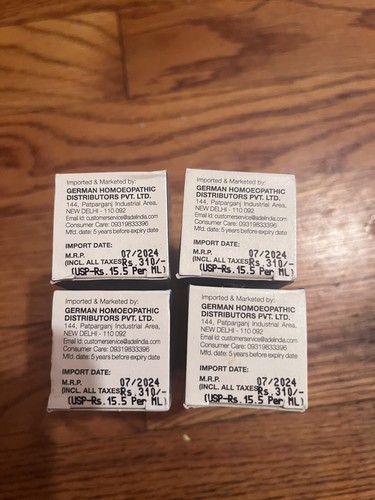 Imported & Marketed by:
GERMAN HOMOEOPATHIC
DISTRIBUTORS PVT. LTD.
144, Patparganj Industrial Area,
NEW DELHI - 110 092
Email Id: customerservice@adelindia.com
Consumer Care: 09319833396
Mfd. date: 5 years before expiry date
IMPORT DATE: 07/2024
M.R.P.
(INCL. ALL TAXES) Rs.310/-
(USP-Rs.15.5 Per ML)
Imported & Marketed by:
GERMAN HOMOEOPATHIC
DISTRIBUTORS PVT. LTD.
144, Patparganj Industrial Area,
NEW DELHI - 110 092
Email Id: customerservice@adelindia.com
Consumer Care: 09319833396
Mfd. date: 5 years before expiry date
IMPORT DATE: 07/2024
M.R.P.
(INCL. ALL TAXES) Rs.310/-
(USP-Rs.15.5 Per ML)
Imported & Marketed by:
GERMAN HOMOEOPATHIC
DISTRIBUTORS PVT. LTD.
144, Patparganj Industrial Area,
NEW DELHI - 110 092
Email Id: customerservice@adelindia.com
Consumer Care: 09319833396
Mfd. date: 5 years before expiry date
IMPORT DATE: 07/2024
M.R.P.
(INCL. ALL TAXES) Rs.310/-
(USP-Rs.15.5 Per ML)
Imported & Marketed by:
GERMAN HOMOEOPATHIC
DISTRIBUTORS PVT. LTD.
144, Patparganj Industrial Area,
NEW DELHI - 110 092
Email Id: customerservice@adelindia.com
Consumer Care: 09319833396
Mfd. date: 5 years before expiry date
IMPORT DATE: 07/2024
M.R.P.
(INCL. ALL TAXES) Rs.310/-
(USP-Rs.15.5 Per ML)